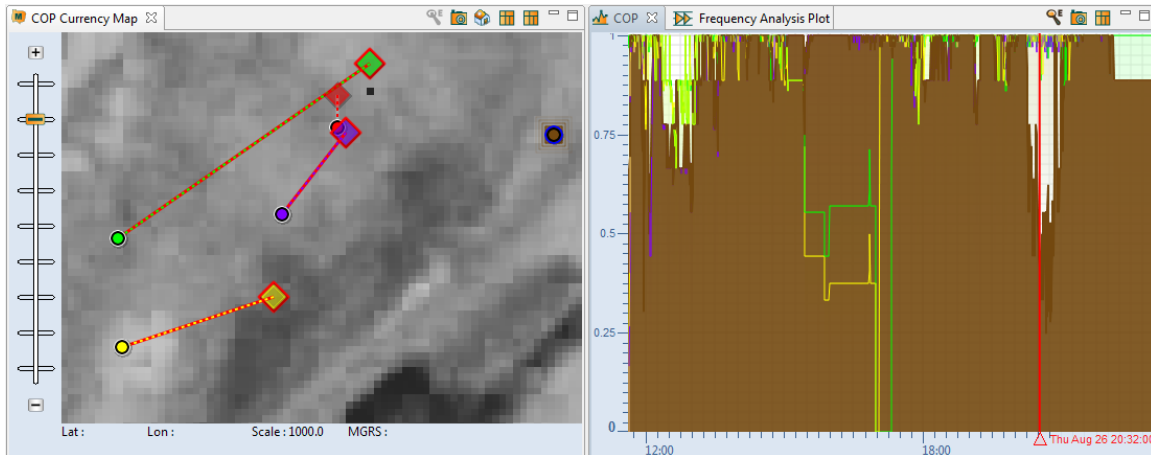 COP Currency Map
Lat : Lon : Scale : 1000.0 MGRS :
COP Frequency Analysis Plot
1
0.75
0.5
0.25
0
12:00 18:00
Thu Aug 26 20:32:00